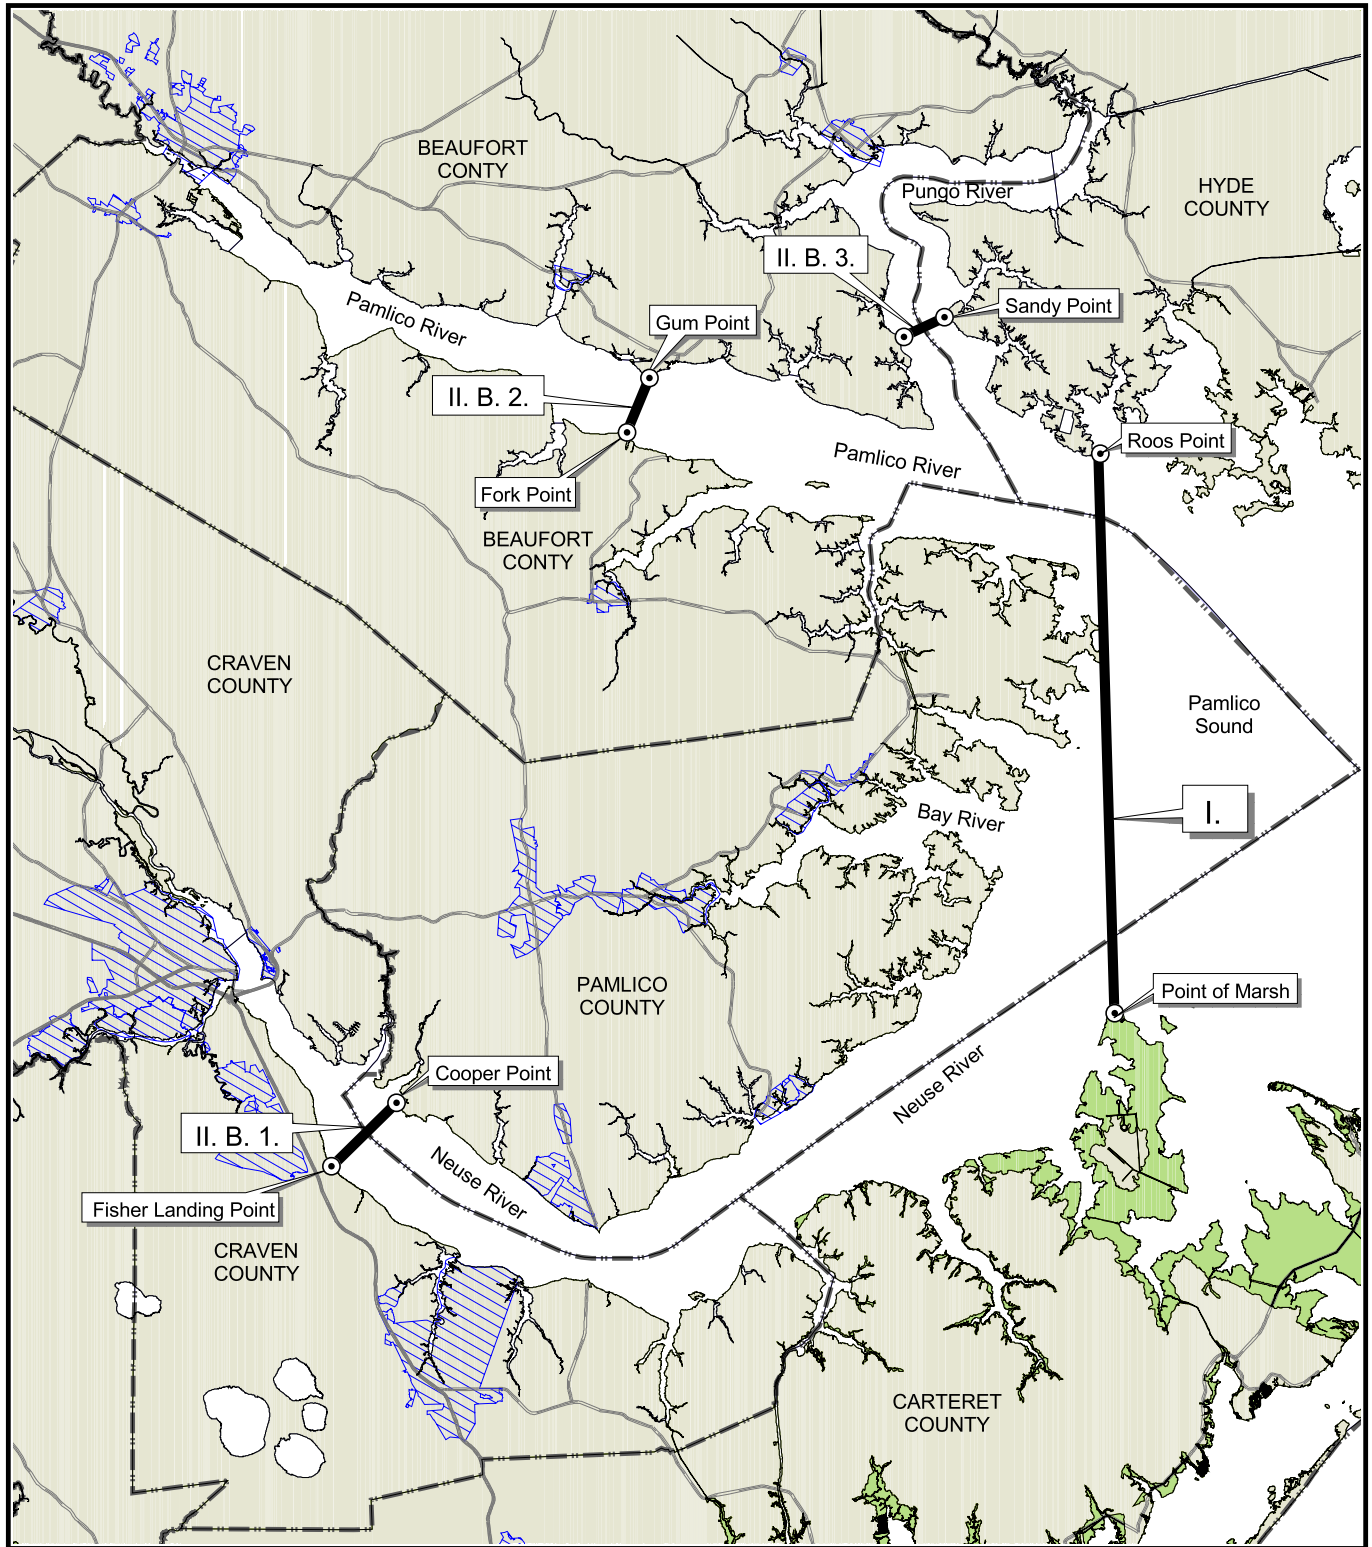 BEAUFORT
CONTY
Pungo River
HYDE
COUNTY
II. B. 3.
Sandy Point
Pamlico River
Gum Point
II. B. 2.
Roos Point
Pamlico River
Fork Point
BEAUFORT
CONTY
CRAVEN
COUNTY
Pamlico
Sound
I.
Bay River
PAMLICO
COUNTY
Point of Marsh
Cooper Point
Neuse River
II. B. 1.
Neuse River
Fisher Landing Point
CRAVEN
COUNTY
CARTERET
COUNTY